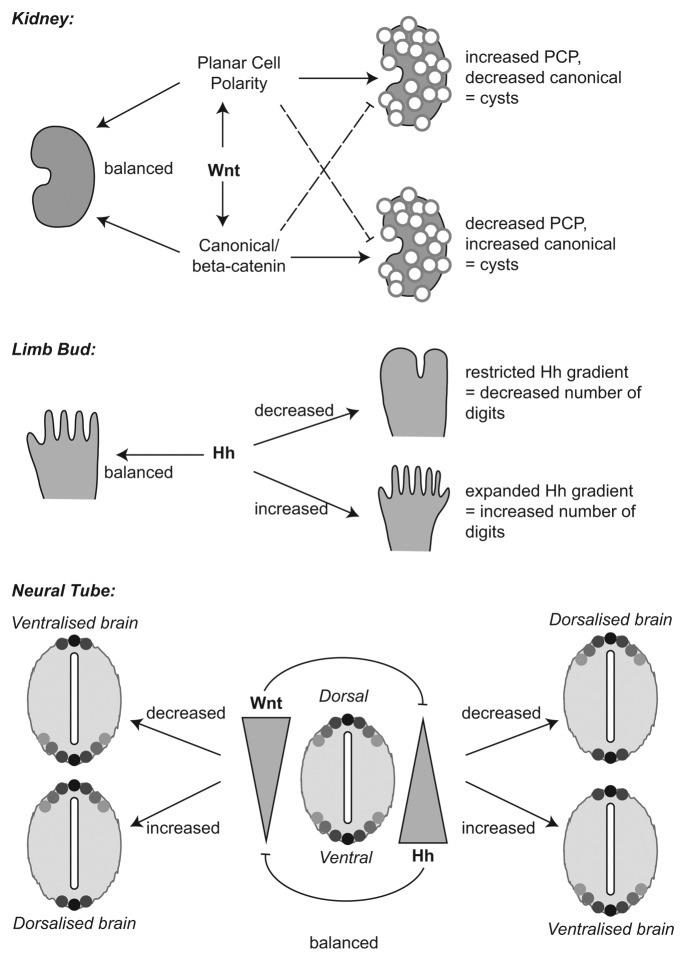 Kidney:
Planar Cell
Polarity
increased PCP,
decreased canonical
= cysts
balanced
Wnt
Canonical/
beta-catenin
decreased PCP,
increased canonical
= cysts
Limb Bud:
decreased
restricted Hh gradient
= decreased number of
digits
Hh
balanced
increased
expanded Hh gradient
= increased number of
digits
Neural Tube:
Ventralised brain
decreased
increased
Dorsalised brain
Wnt
Dorsal
Ventral
Hh
balanced
Dorsalised brain
decreased
increased
Ventralised brain